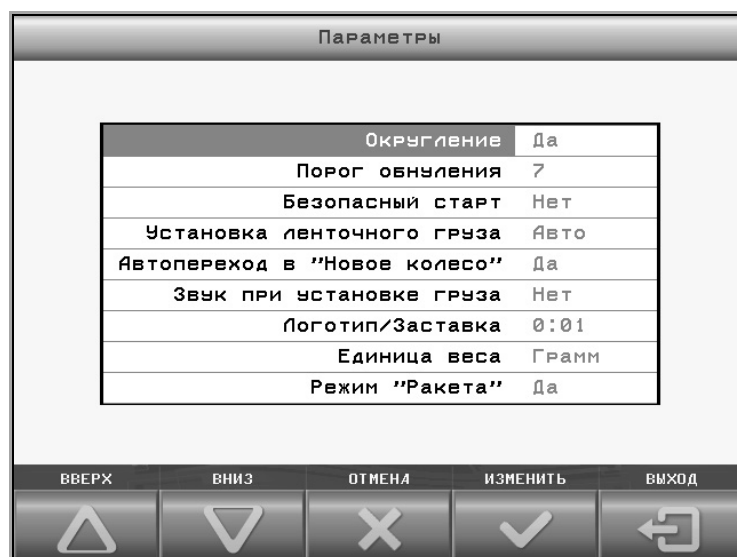 Параметры
Округление Да
Порог обнуления 7
Безопасный старт Нет
Установка ленточного груза Авто
Автопереход в "Новое колесо" Да
Звук при установке груза Нет
Логотип/Заставка 0:01
Единица веса Грамм
Режим "Ракета" Да
ВВЕРХ ВНИЗ ОТМЕНА ИЗМЕНИТЬ ВЫХОД